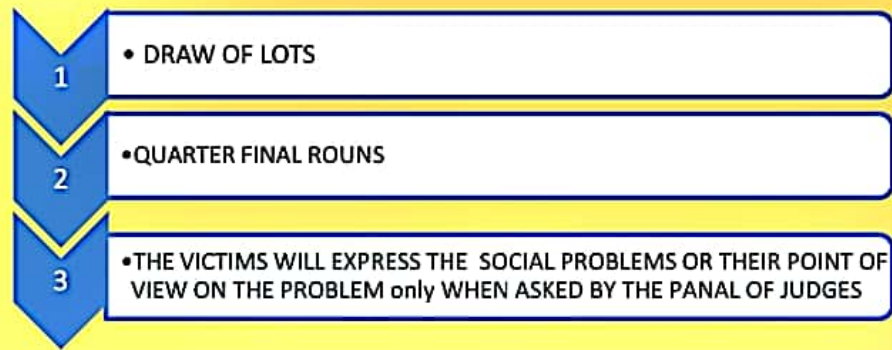 1
• DRAW OF LOTS
2
•QUARTER FINAL ROUNS
3
•THE VICTIMS WILL EXPRESS THE SOCIAL PROBLEMS OR THEIR POINT OF
VIEW ON THE PROBLEM only WHEN ASKED BY THE PANAL OF JUDGES